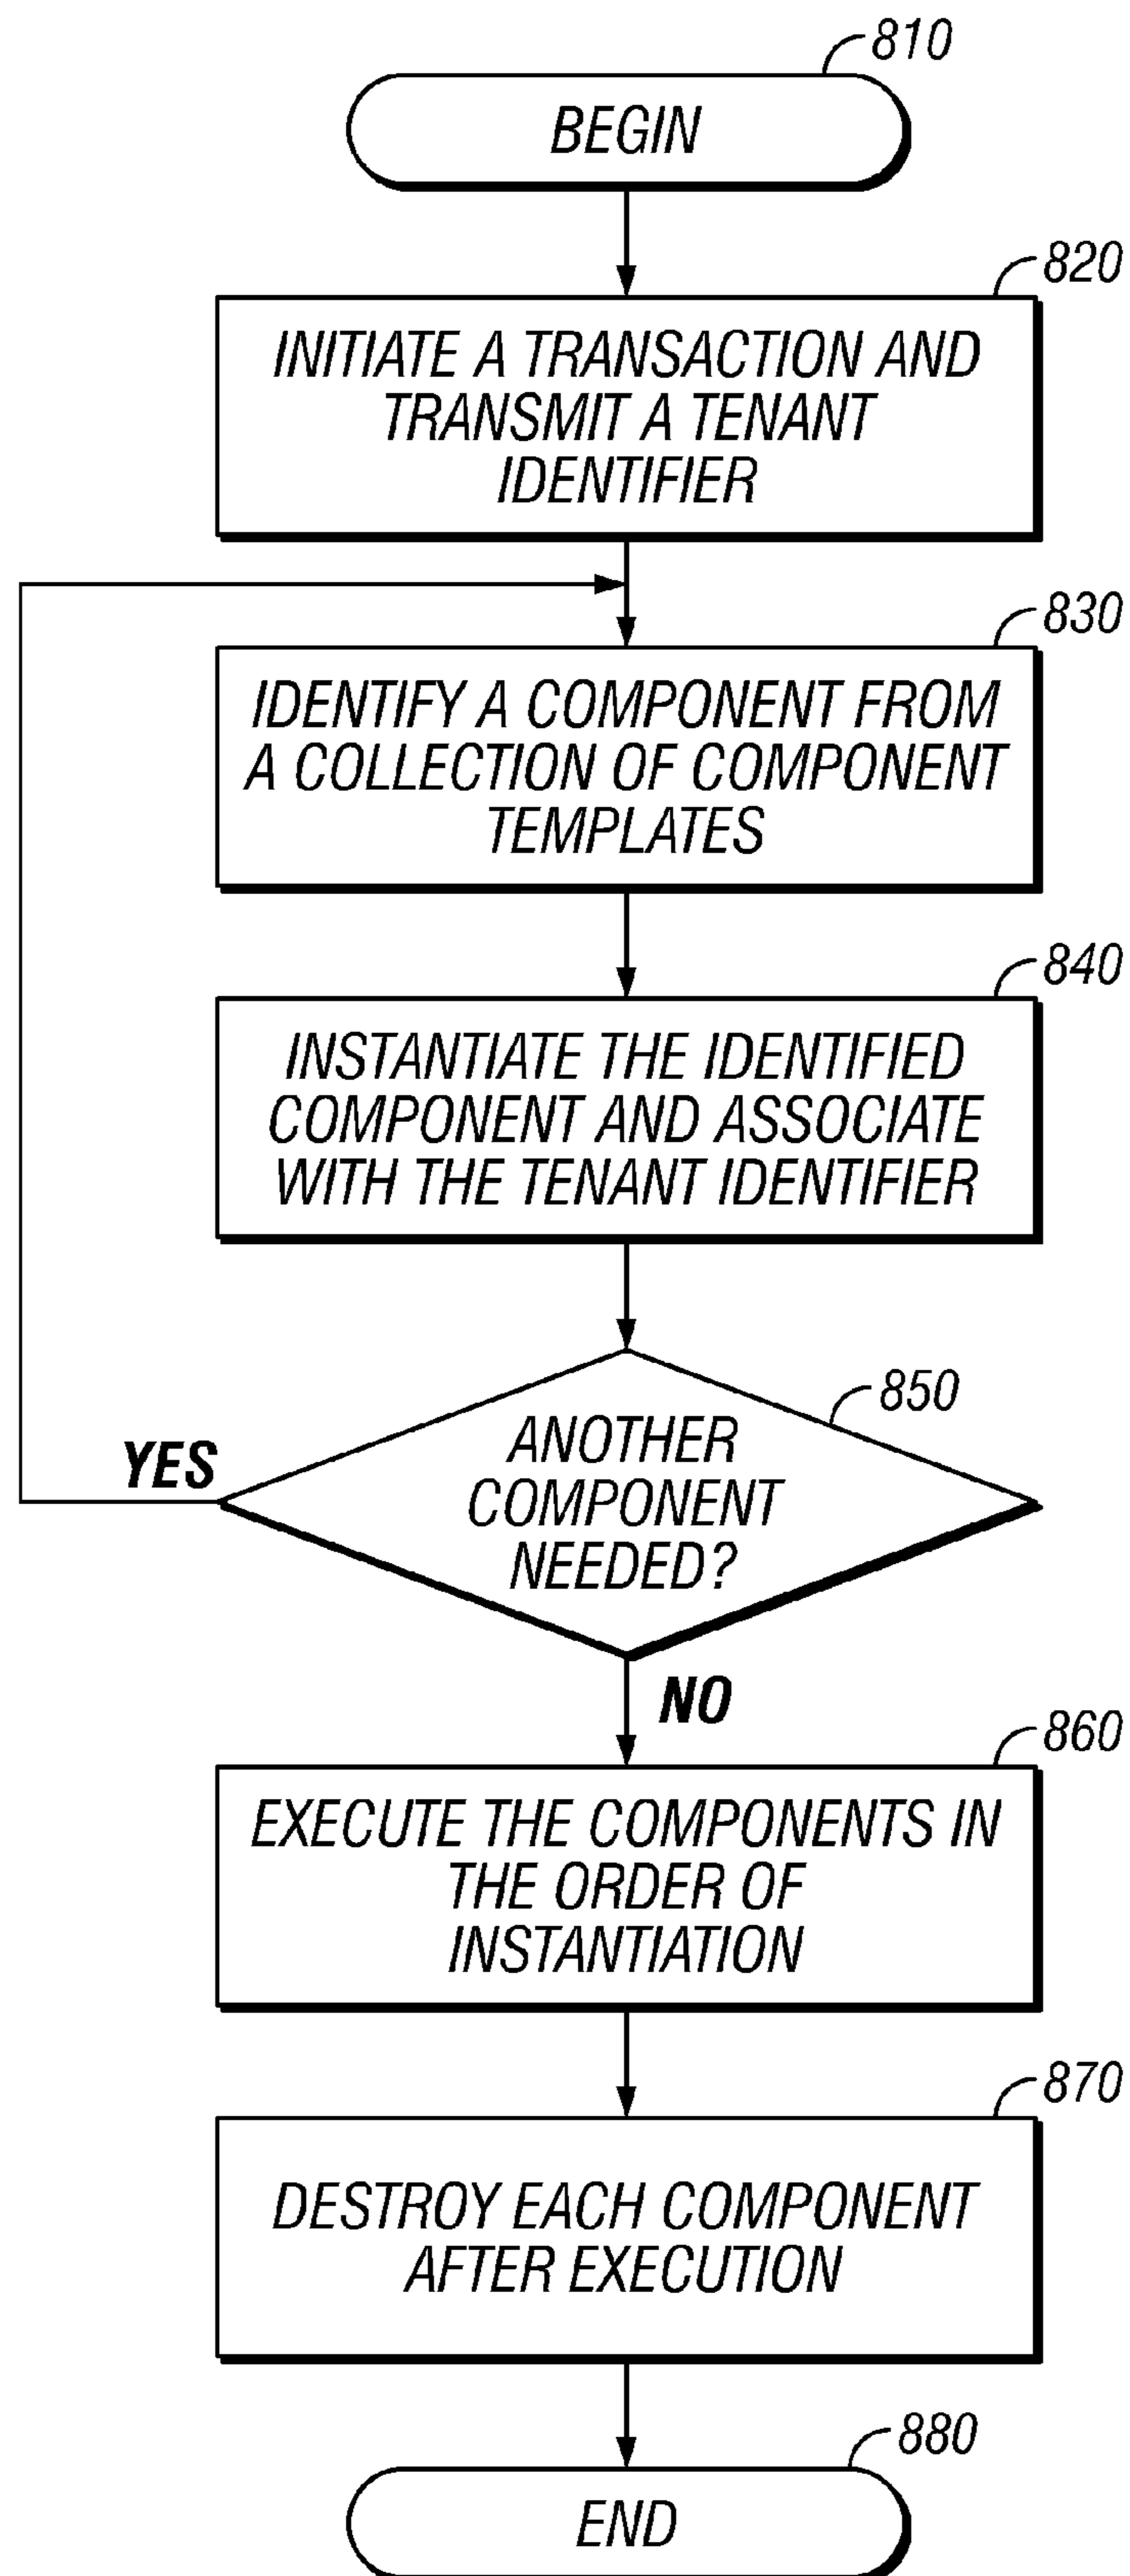 810
BEGIN
820
INITIATE A TRANSACTION AND
TRANSMIT A TENANT
IDENTIFIER
830
IDENTIFY A COMPONENT FROM
A COLLECTION OF COMPONENT
TEMPLATES
840
INSTANTIATE THE IDENTIFIED
COMPONENT AND ASSOCIATE
WITH THE TENANT IDENTIFIER
850
ANOTHER
COMPONENT
NEEDED?
YES
NO
860
EXECUTE THE COMPONENTS IN
THE ORDER OF
INSTANTIATION
870
DESTROY EACH COMPONENT
AFTER EXECUTION
880
END